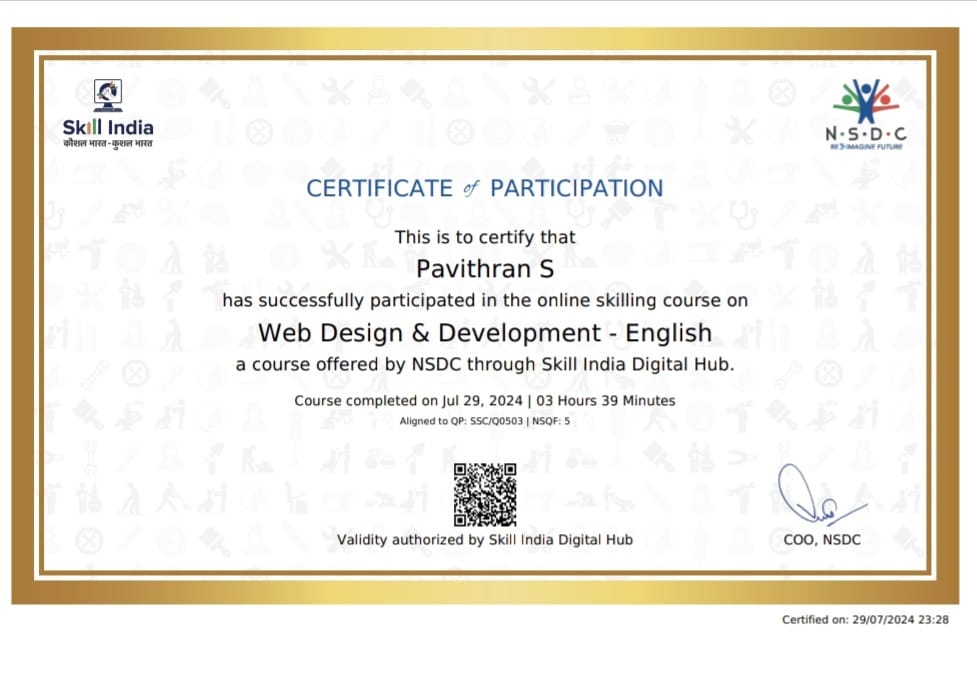 Skill India
कौशल भारत - कुशल भारत
N·S·D·C
RE IMAGINE FUTURE
CERTIFICATE of PARTICIPATION
This is to certify that
Pavithran S
has successfully participated in the online skilling course on
Web Design & Development - English
a course offered by NSDC through Skill India Digital Hub.
Course completed on Jul 29, 2024 | 03 Hours 39 Minutes
Aligned to QP: SSC/Q0503 | NSQF: 5
Validity authorized by Skill India Digital Hub
COO, NSDC
Certified on: 29/07/2024 23:28